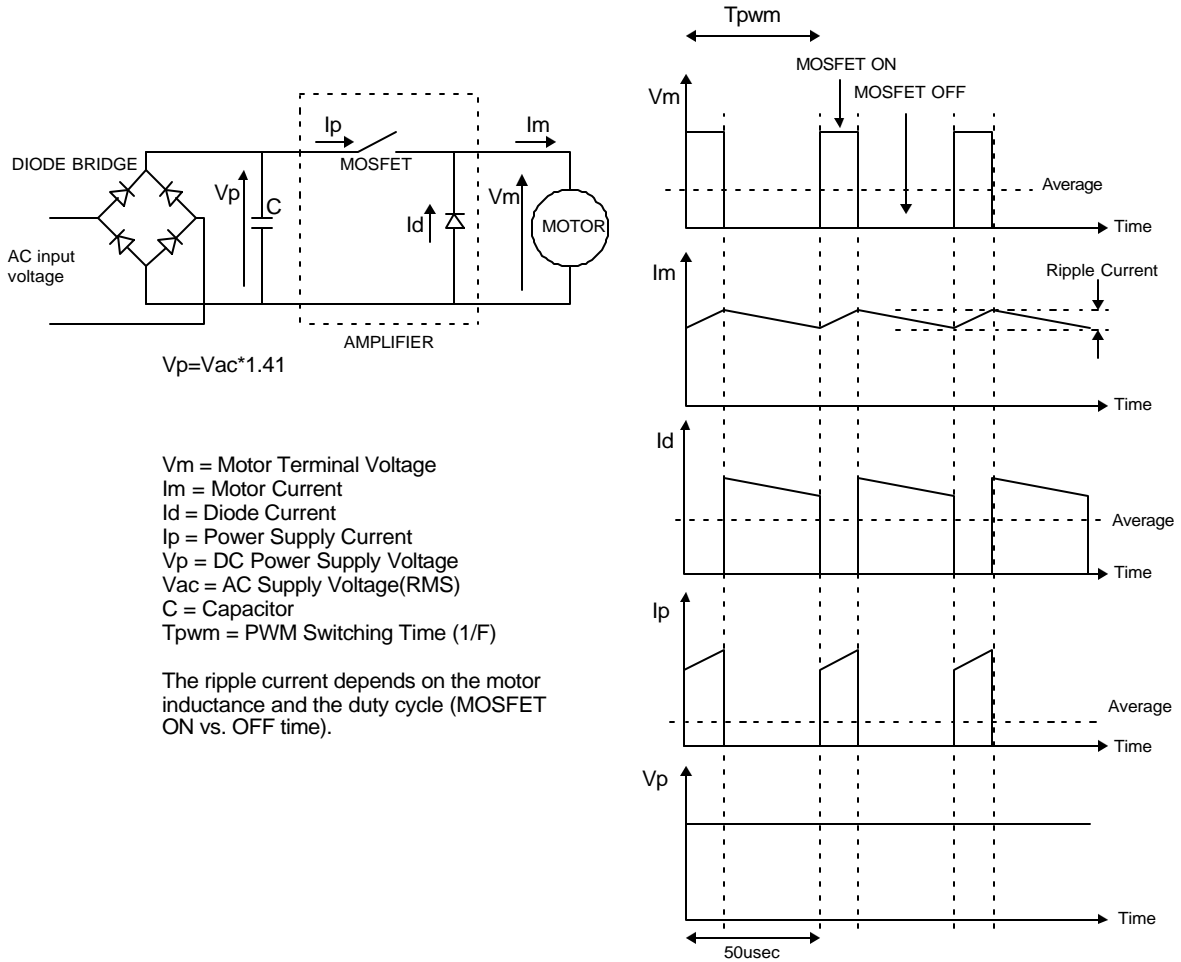 DIODE BRIDGE
AC input
voltage
Vp
C
Ip
MOSFET
Id
Im
Vm
MOTOR
AMPLIFIER
Vp=Vac*1.41
Vm = Motor Terminal Voltage
Im = Motor Current
Id = Diode Current
Ip = Power Supply Current
Vp = DC Power Supply Voltage
Vac = AC Supply Voltage(RMS)
C = Capacitor
Tpwm = PWM Switching Time (1/F)
The ripple current depends on the motor
inductance and the duty cycle (MOSFET
ON vs. OFF time).
Tpwm
MOSFET ON
MOSFET OFF
Vm
Average
Time
Im
Ripple Current
Time
Id
Average
Time
Ip
Average
Time
Vp
Time
50usec